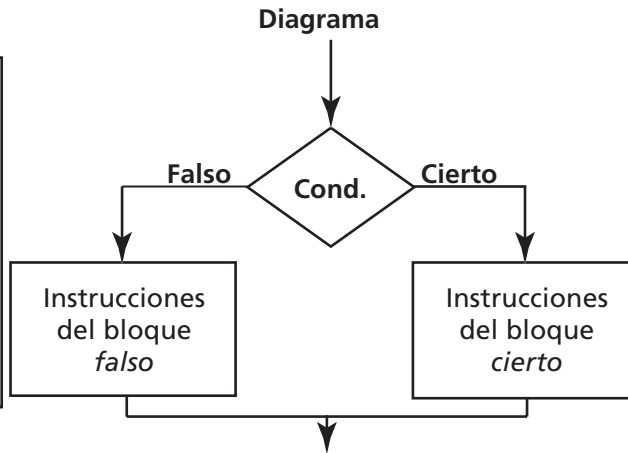 Diagrama
Falso
Cond.
Cierto
Instrucciones
del bloque
falso
Instrucciones
del bloque
cierto